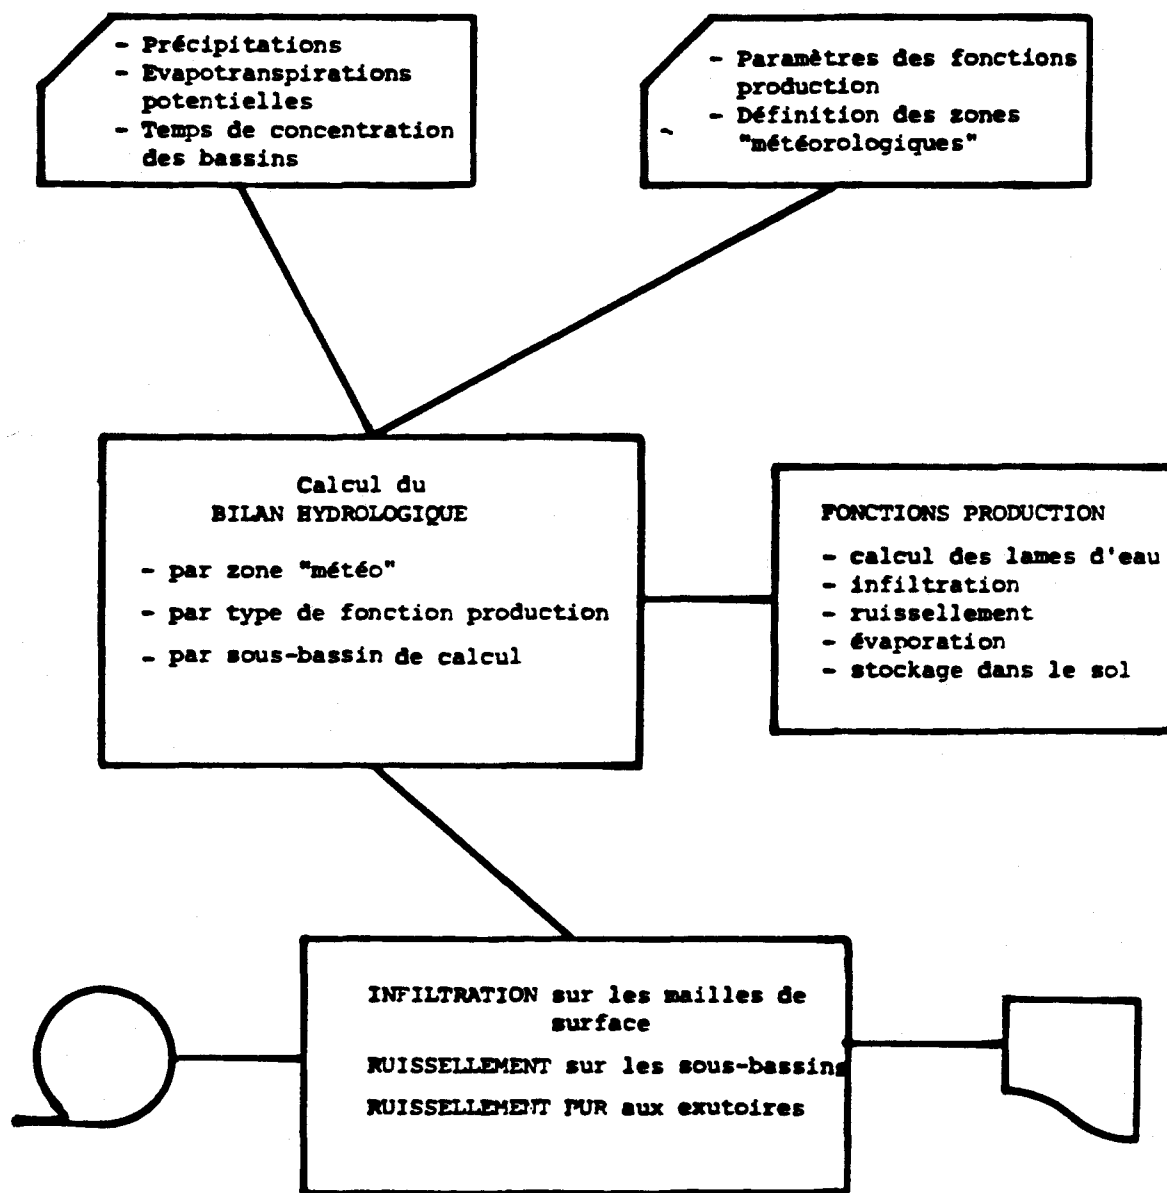 - Précipitations
- Evapotranspirations
potentielles
- Temps de concentration
des bassins
- Paramètres des fonctions
production
- Définition des zones
"météorologiques"
Calcul du
BILAN HYDROLOGIQUE
- par zone "météo"
- par type de fonction production
- par sous-bassin de calcul
FONCTIONS PRODUCTION
- calcul des lames d'eau
- infiltration
- ruissellement
- évaporation
- stockage dans le sol
INFILTRATION sur les mailles de
surface
RUISSELLEMENT sur les sous-bassins
RUISSELLEMENT PUR aux exutoires